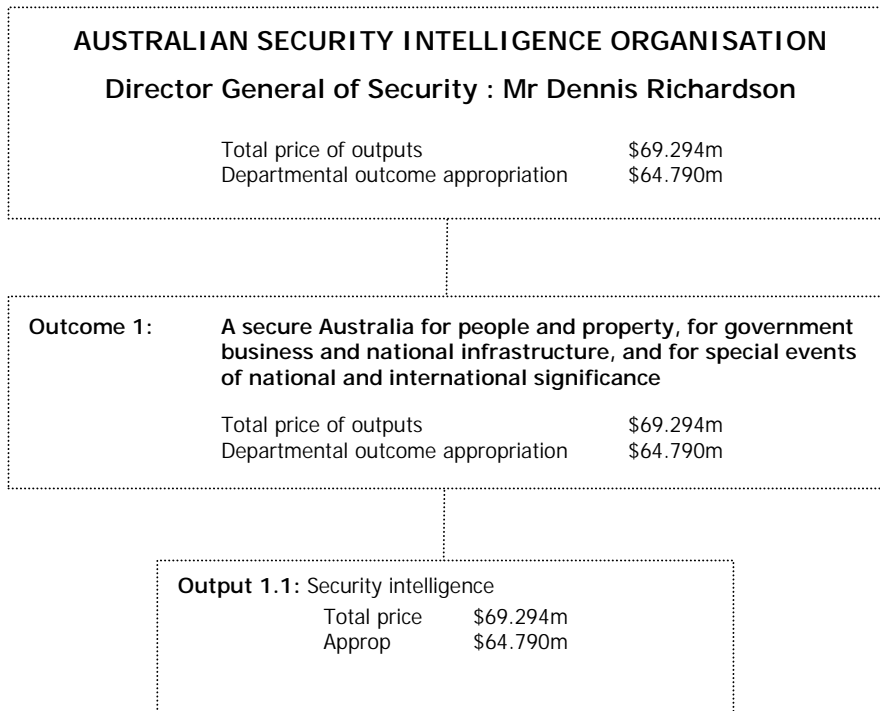 AUSTRALIAN SECURITY INTELLIGENCE ORGANISATION
Director General of Security : Mr Dennis Richardson
Total price of outputs $69.294m
Departmental outcome appropriation $64.790m
Outcome 1: A secure Australia for people and property, for government
business and national infrastructure, and for special events
of national and international significance
Total price of outputs $69.294m
Departmental outcome appropriation $64.790m
Output 1.1: Security intelligence
Total price $69.294m
Approp $64.790m